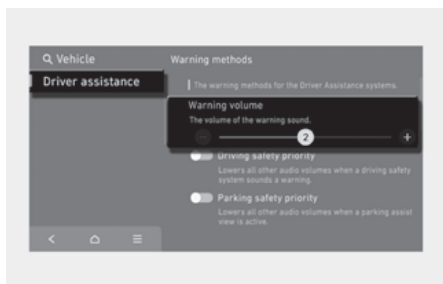 Vehicle
Warning methods
Driver assistance
The warning methods for the Driver Assistance systems.
Warning volume
The volume of the warning sound.
2
Driving safety priority
Lowers all other audio volumes when a driving safety
system sounds a warning.
Parking safety priority
Lowers all other audio volumes when a parking assist
view is active.